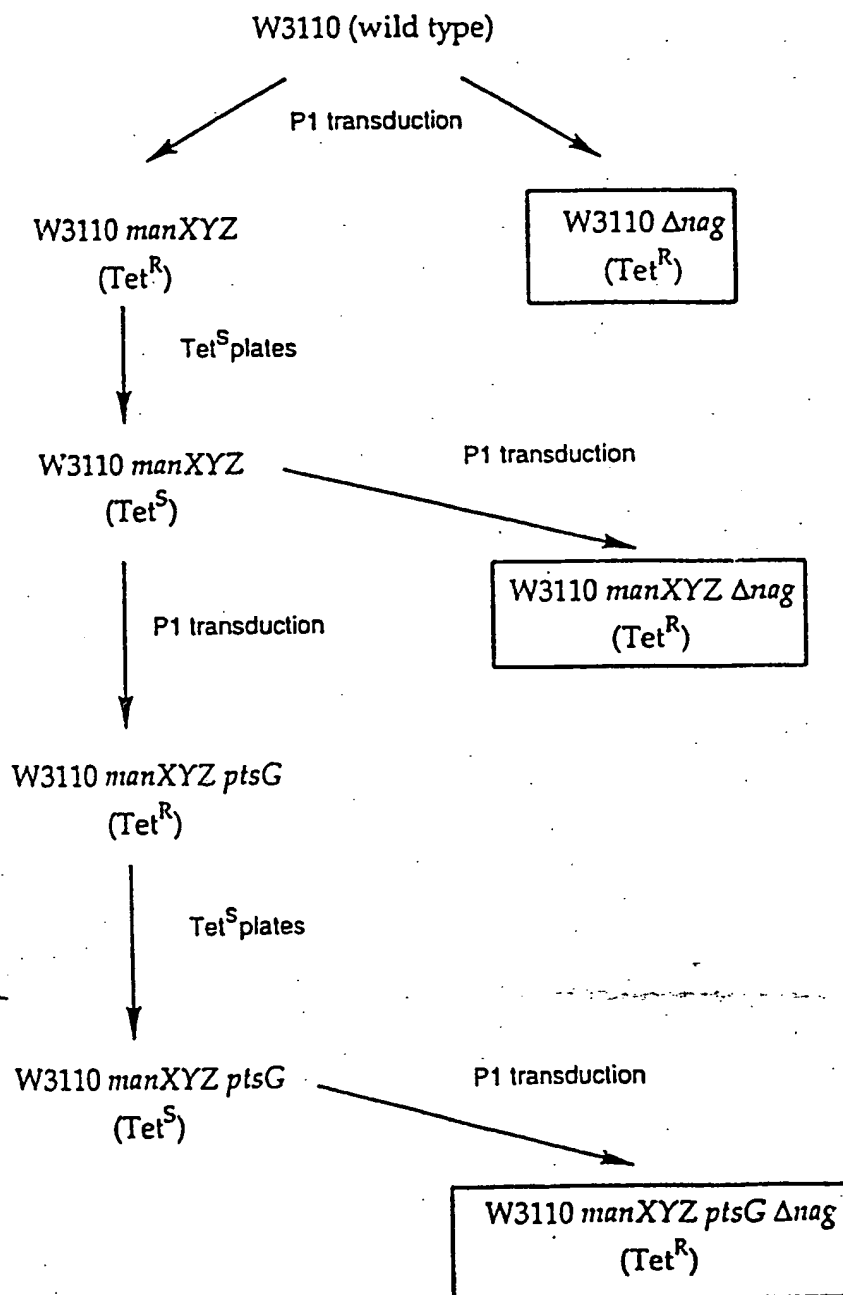 W3110 (wild type)
P1 transduction
W3110 manXYZ
(Tet^R)
W3110 Δnag
(Tet^R)
Tet^S plates
W3110 manXYZ
(Tet^S)
P1 transduction
W3110 manXYZ Δnag
(Tet^R)
P1 transduction
W3110 manXYZ ptsG
(Tet^R)
Tet^S plates
W3110 manXYZ ptsG
(Tet^S)
P1 transduction
W3110 manXYZ ptsG Δnag
(Tet^R)